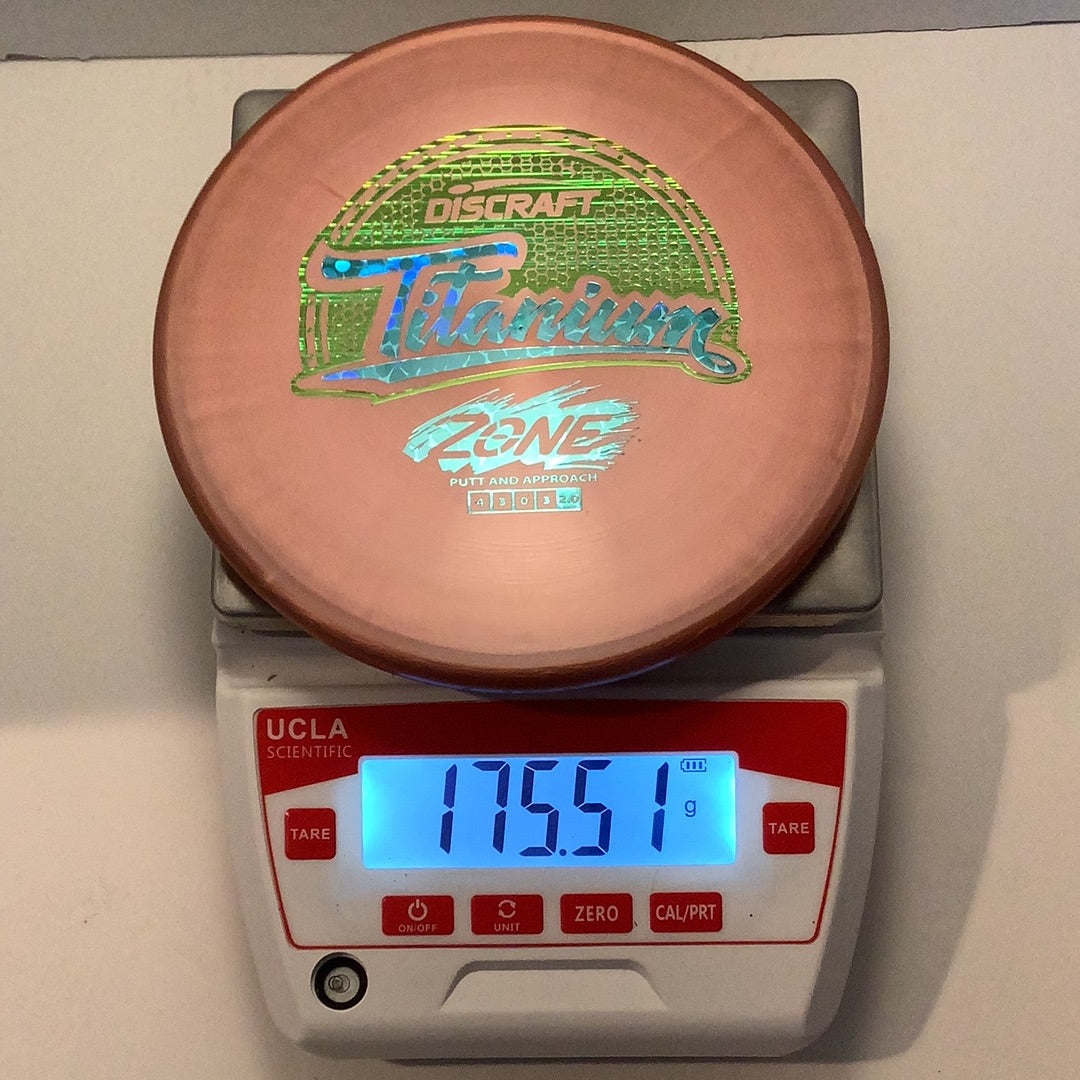 DISCRAFT
Titanium
ZONE
PUTT AND APPROACH
4 3 0 3 2.0
UCLA
SCIENTIFIC
175.51 g
TARE
TARE
ON/OFF
UNIT
ZERO
CAL/PRT